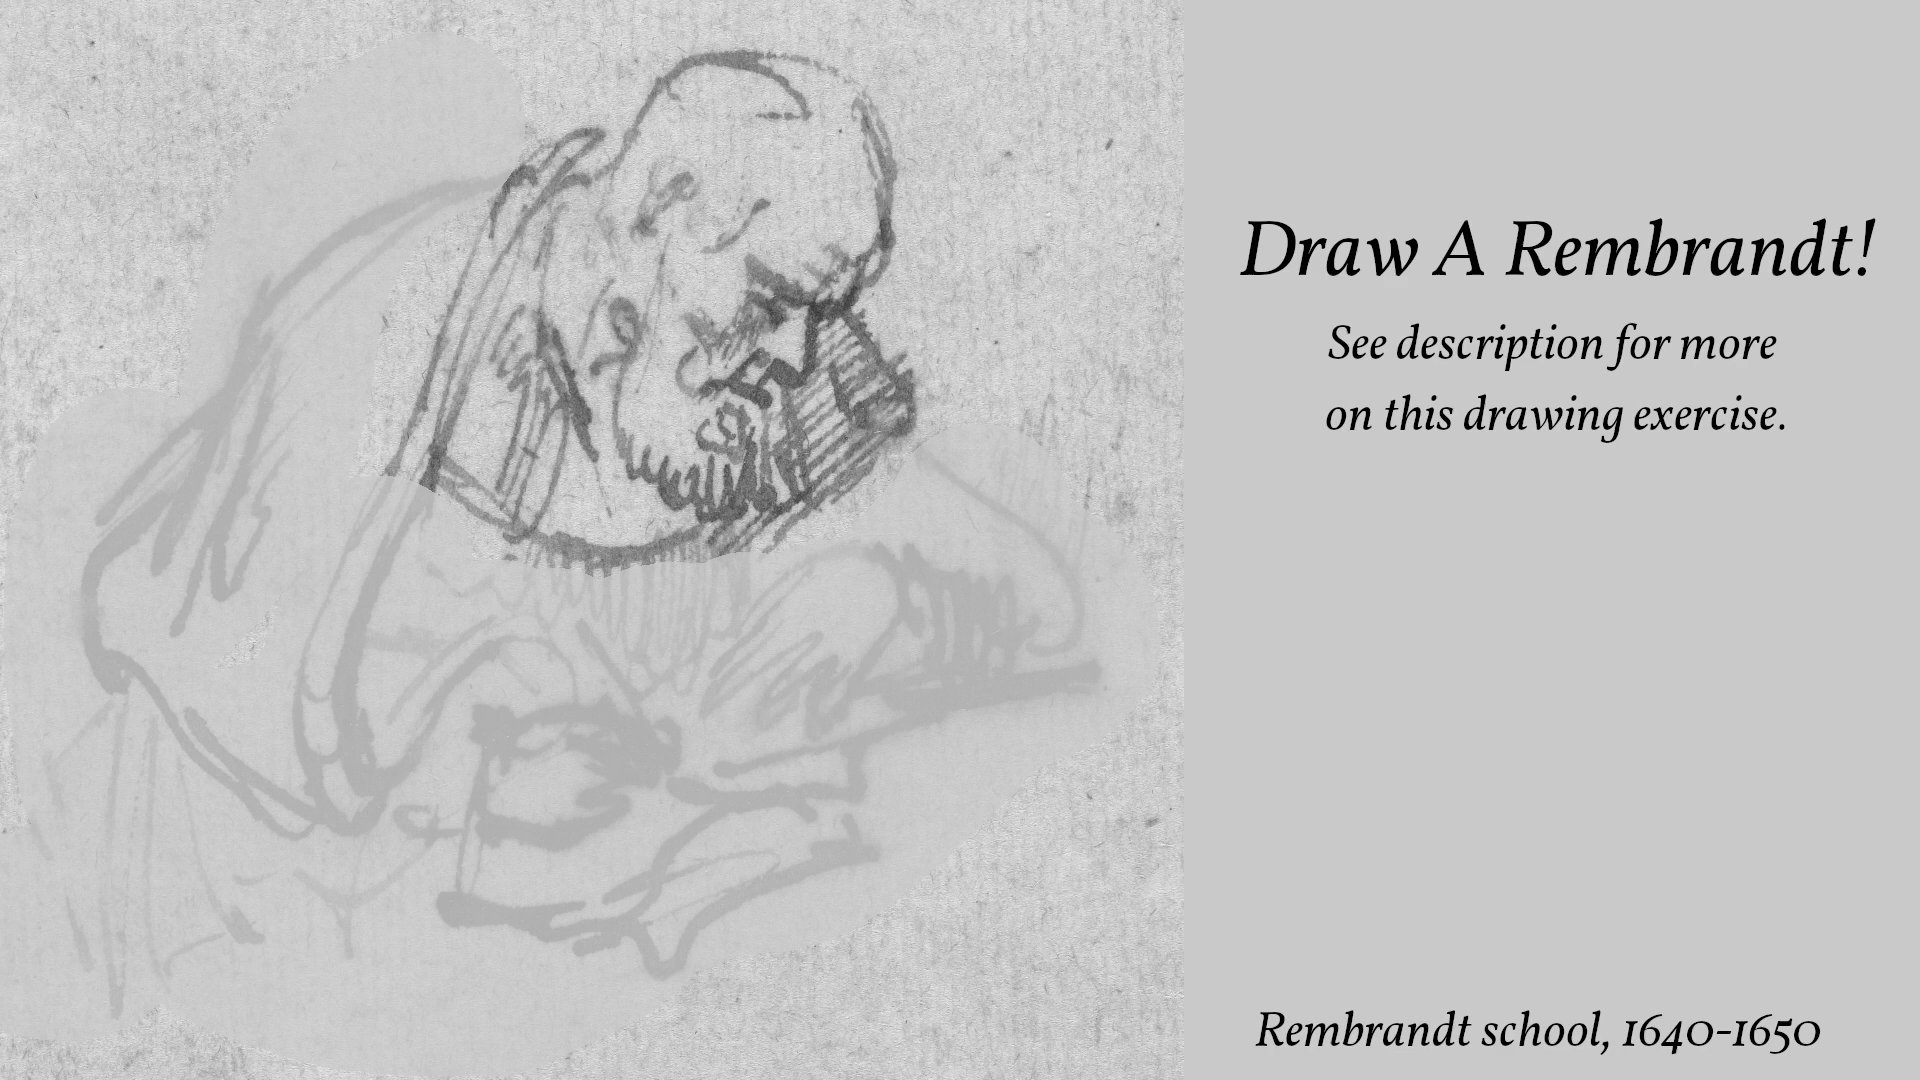 Draw A Rembrandt!
See description for more
on this drawing exercise.
Rembrandt school, 1640-1650